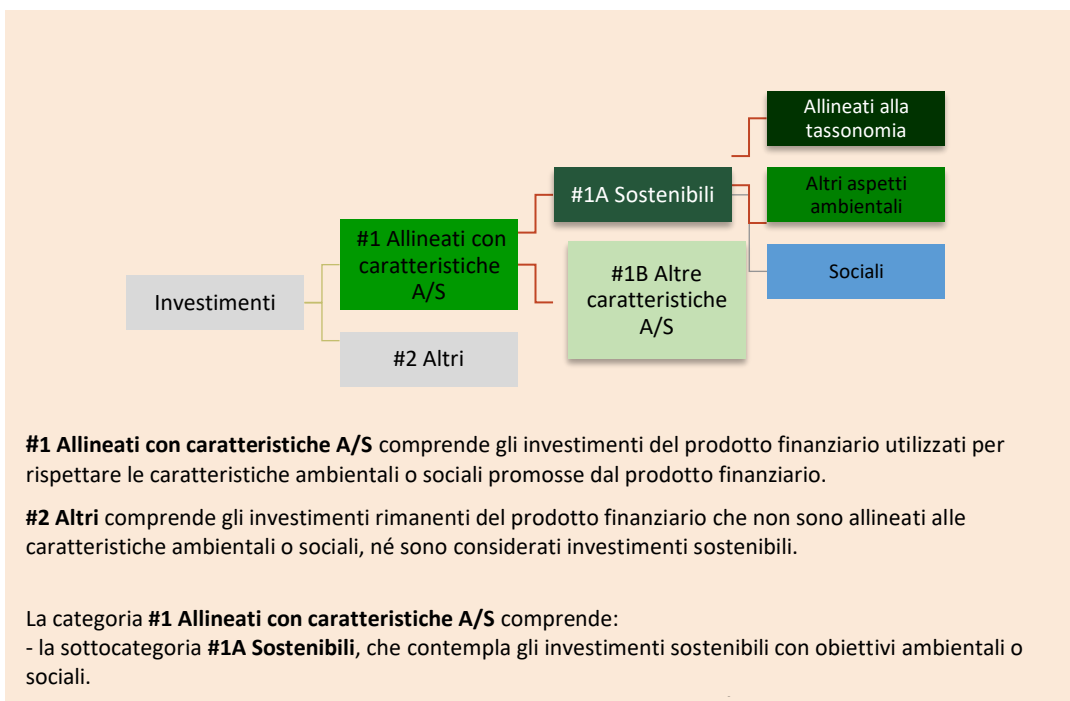 Allineati alla
tassonomia
#1A Sostenibili
Altri aspetti
ambientali
#1 Allineati con
caratteristiche
A/S
#1B Altre
caratteristiche
A/S
Sociali
Investimenti
#2 Altri
#1 Allineati con caratteristiche A/S comprende gli investimenti del prodotto finanziario utilizzati per
rispettare le caratteristiche ambientali o sociali promosse dal prodotto finanziario.
#2 Altri comprende gli investimenti rimanenti del prodotto finanziario che non sono allineati alle
caratteristiche ambientali o sociali, né sono considerati investimenti sostenibili.
La categoria #1 Allineati con caratteristiche A/S comprende:
- la sottocategoria #1A Sostenibili, che contempla gli investimenti sostenibili con obiettivi ambientali o
sociali.